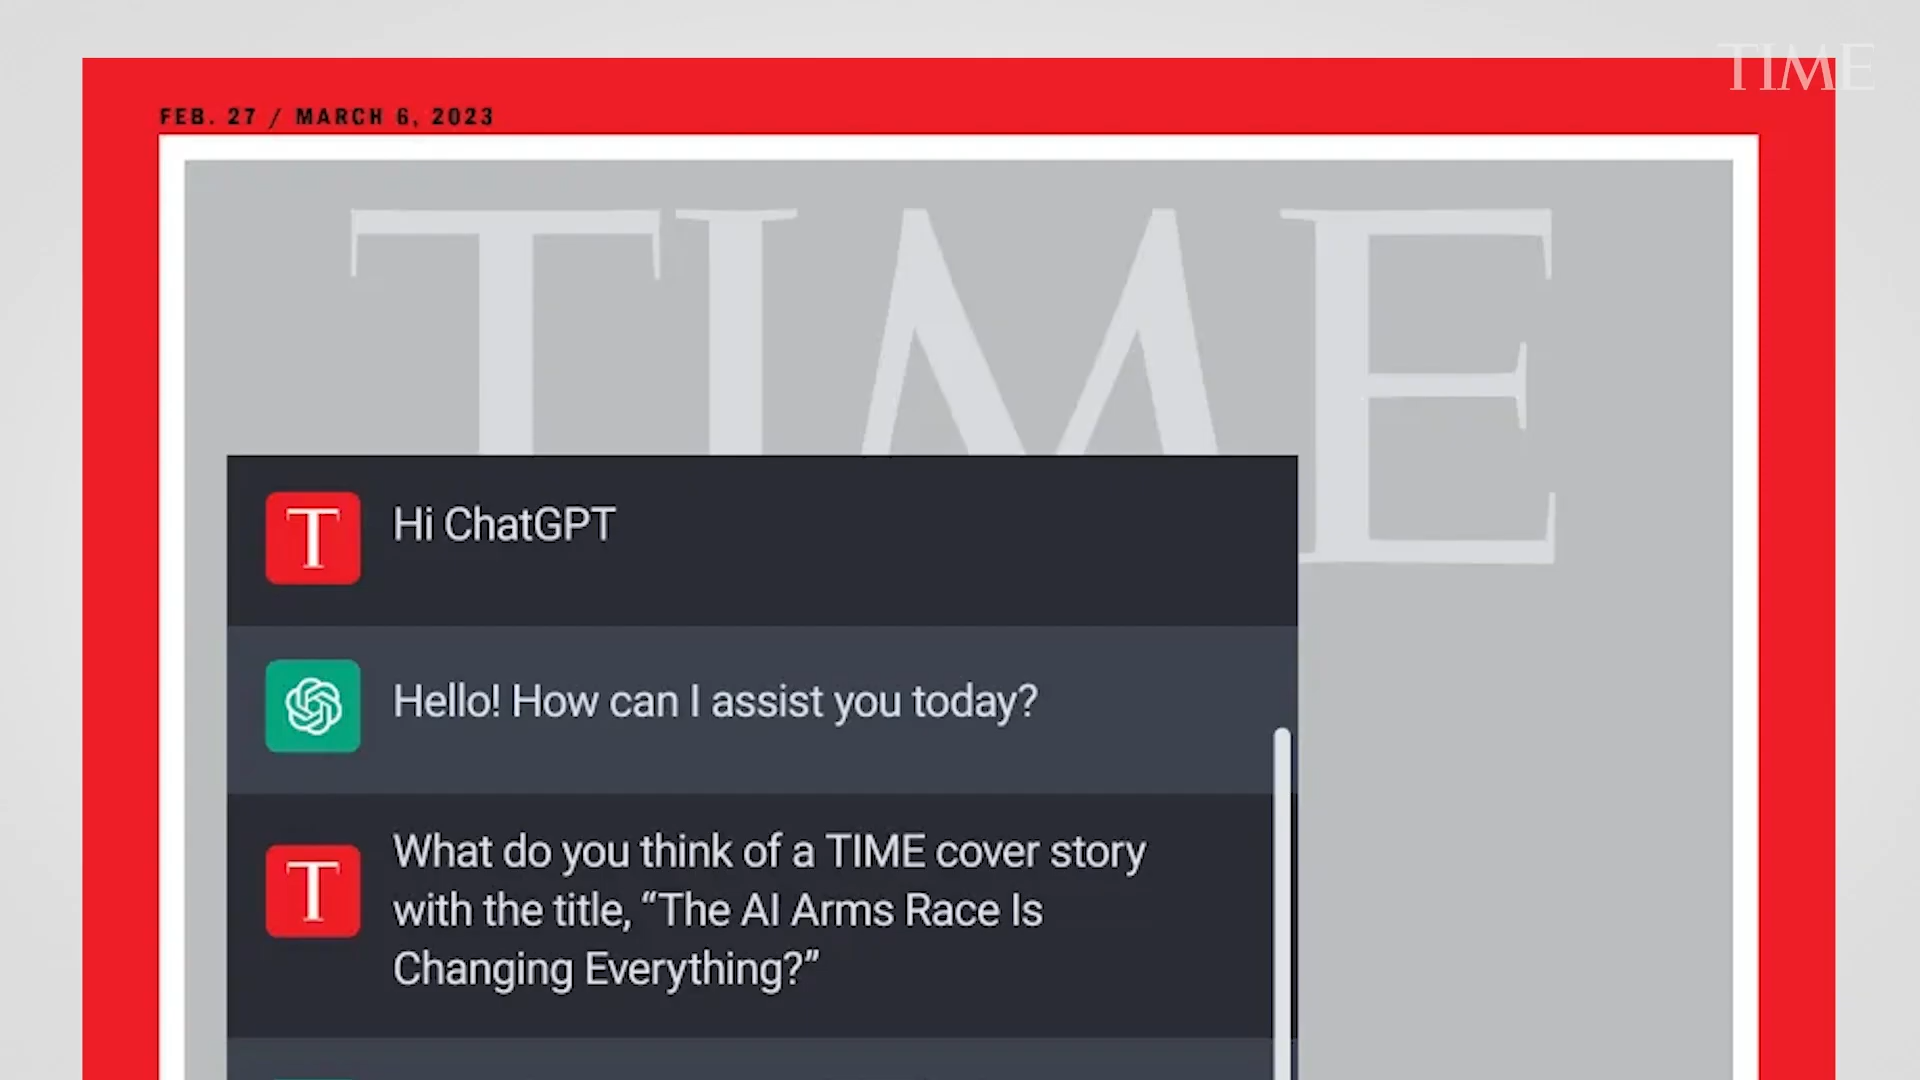 TIME
FEB. 27 / MARCH 6, 2023
TIME
T
Hi ChatGPT
Hello! How can I assist you today?
T
What do you think of a TIME cover story
with the title, “The AI Arms Race Is
Changing Everything?”